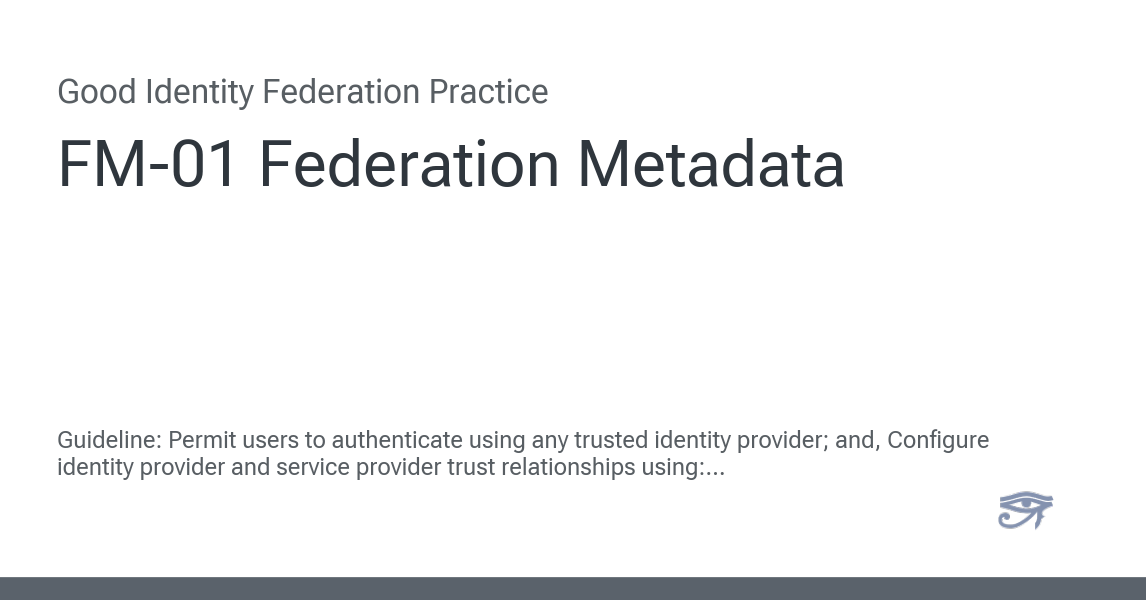 Good Identity Federation Practice
FM-01 Federation Metadata
Guideline: Permit users to authenticate using any trusted identity provider; and, Configure
identity provider and service provider trust relationships using:...